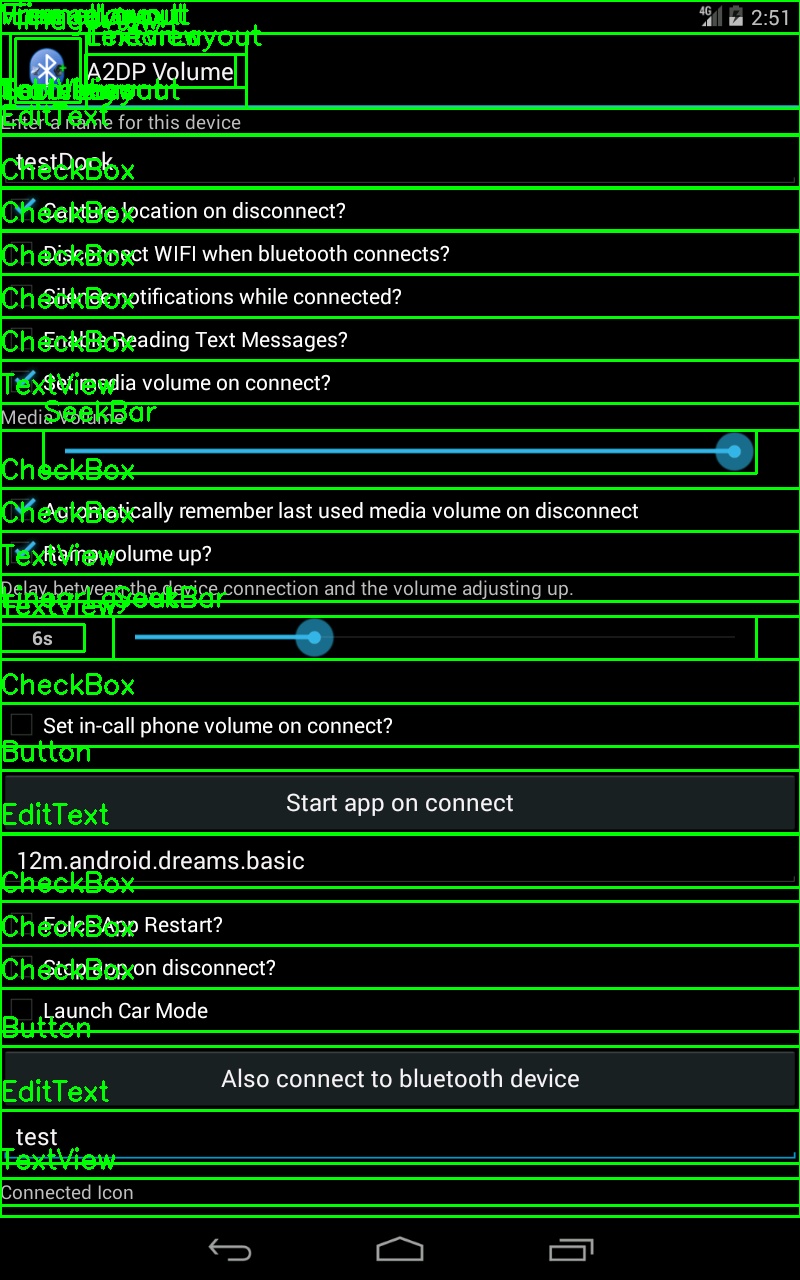 4G 2:51
TextView
A2DP Volume
EditText
Enter a name for this device
testDock
CheckBox
CheckBox
Capture location on disconnect?
CheckBox
Disconnect WIFI when bluetooth connects?
CheckBox
Silence notifications while connected?
CheckBox
Enable Reading Text Messages?
TextView
Set media volume on connect?
SeekBar
Media Volume
CheckBox
CheckBox
Automatically remember last used media volume on disconnect
TextView
Ramp volume up?
Delay between the device connection and the volume adjusting up.
SeekBar
TextView
6s
CheckBox
Set in-call phone volume on connect?
Button
Start app on connect
EditText
12m.android.dreams.basic
CheckBox
CheckBox
Force App Restart?
CheckBox
Stop app on disconnect?
Launch Car Mode
Button
Also connect to bluetooth device
EditText
test
TextView
Connected Icon